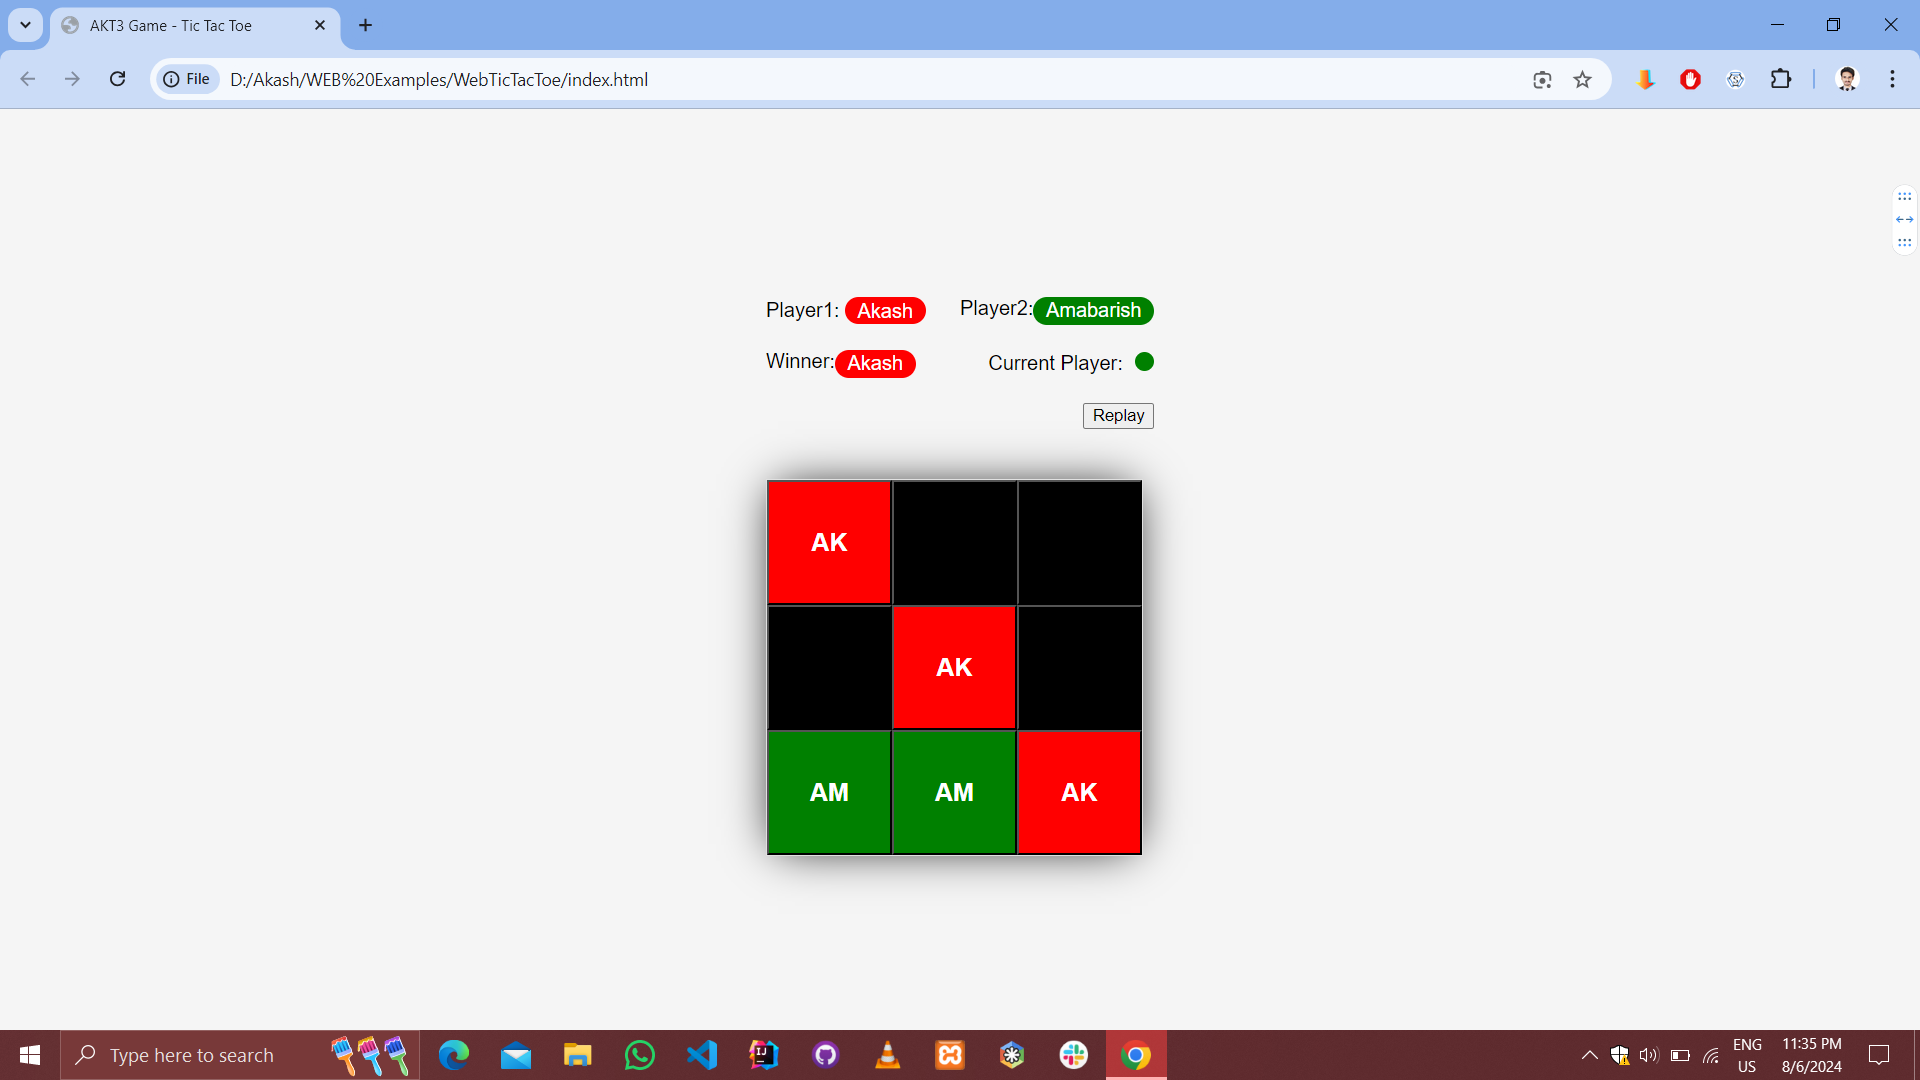 AKT3 Game - Tic Tac Toe
File D:/Akash/WEB%20Examples/WebTicTacToe/index.html
Player1: Akash Player2: Amabarish
Winner: Akash Current Player:
Replay
AK
AK
AM AM AK
Type here to search
ENG 11:35 PM
US 8/6/2024